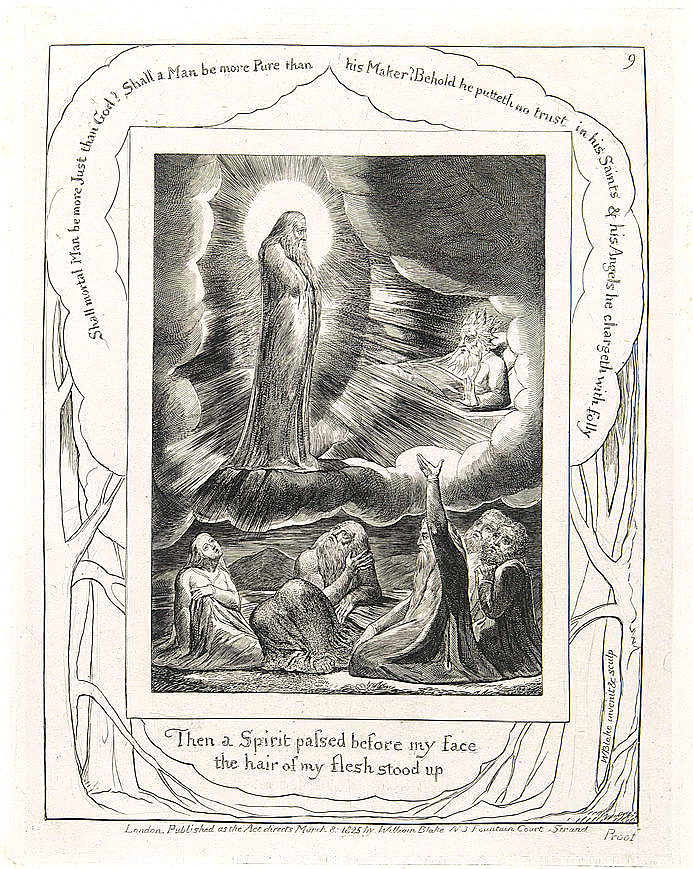 9
Shall mortal Man be more Just than God? Shall a Man be more Pure than his Maker? Behold he putteth no trust in his Saints & his Angels he chargeth with folly
Then a Spirit passed before my face
the hair of my flesh stood up
WBlake invenit & sculp
London. Published as the Act directs March 8: 1825 by William Blake N 3 Fountain Court Strand
Proof